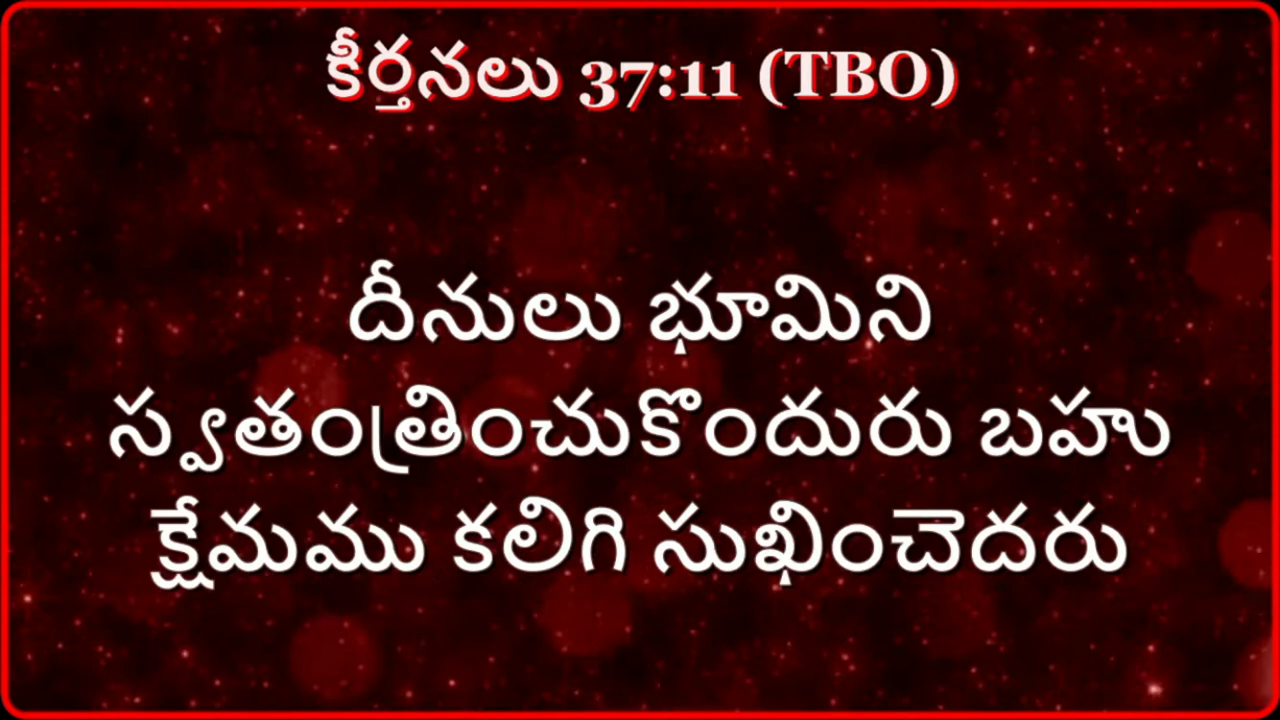 కీర్తనలు 37:11 (TBO)
దీనులు భూమిని
స్వతంత్రించుకొందురు బహు
క్షేమము కలిగి సుఖించెదరు